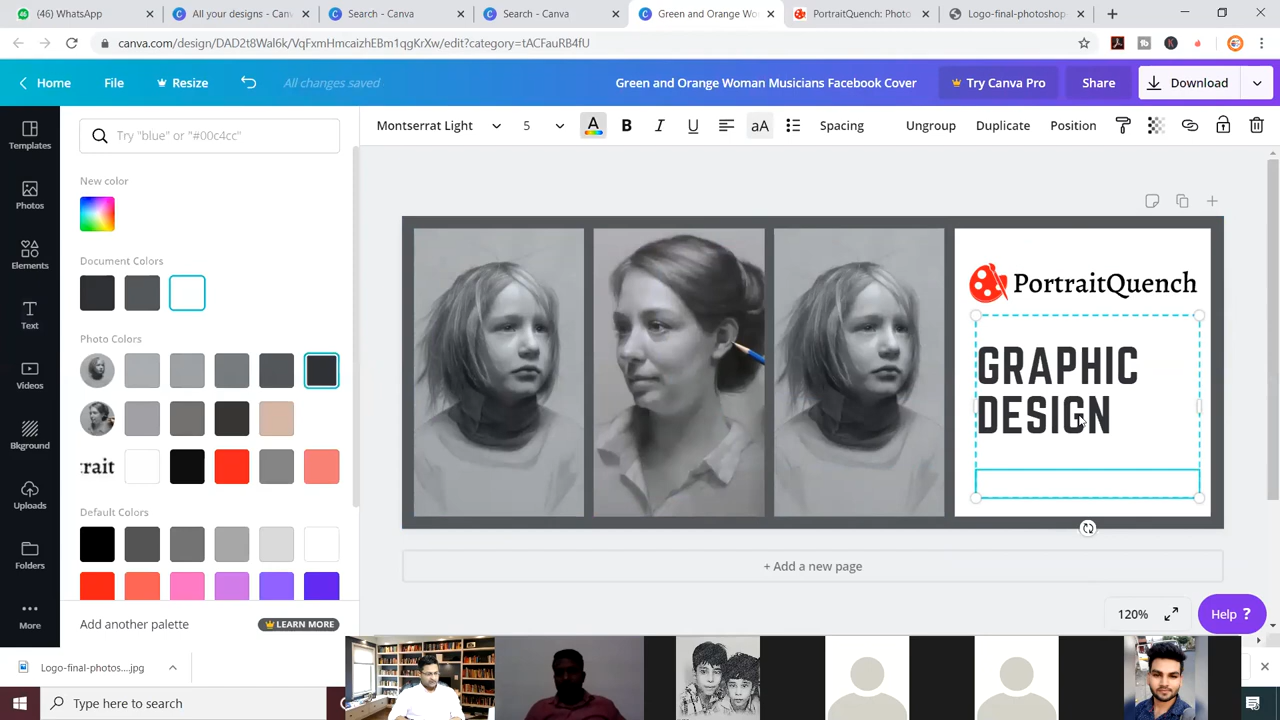 (46) WhatsApp
All your designs - Can
Search - Canva
Search - Canva
Green and Orange Wo
PortraitQuench: Photo
Logo-final-photoshop
canva.com/design/DAD2t8Wal6k/VqFxmHmcaizhEBm1qgKrXw/edit?category=tACFauRB4fU
Home
File
Resize
All changes saved
Green and Orange Woman Musicians Facebook Cover
Try Canva Pro
Share
Download
Templates
Photos
Elements
Text
Videos
Bkground
Uploads
Folders
More
Try "blue" or "#00c4cc"
New color
Document Colors
Photo Colors
trait
Default Colors
Add another palette
LEARN MORE
Montserrat Light
5
A
B
I
U
aA
Spacing
Ungroup
Duplicate
Position
PortraitQuench
GRAPHIC
DESIGN
+ Add a new page
120%
Help ?
Logo-final-photos....jpg
Type here to search